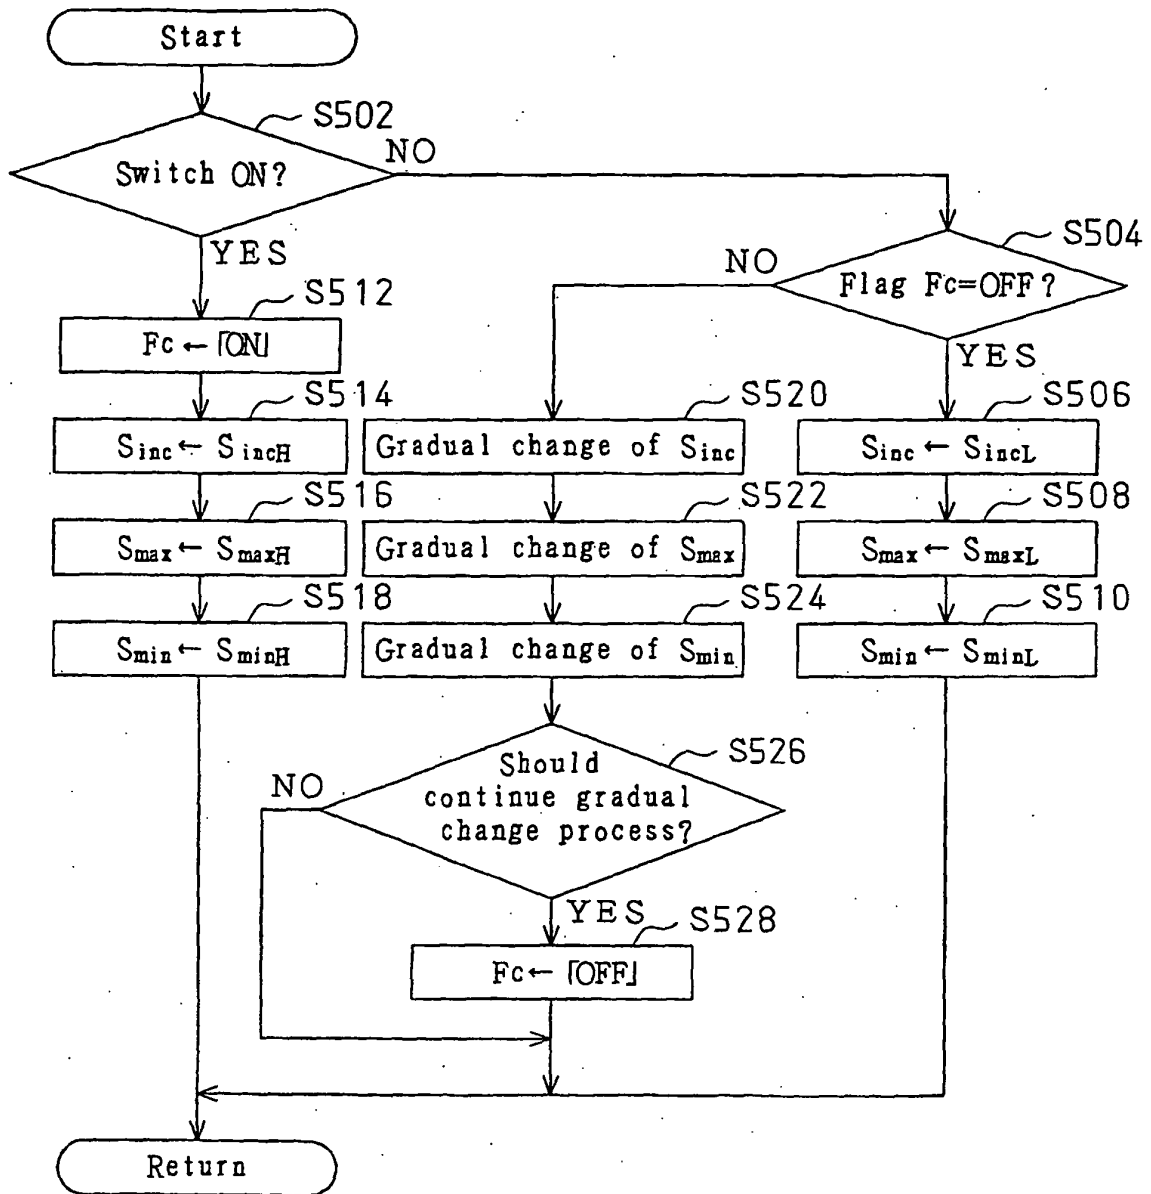 Start
S502
Switch ON?
NO
YES
S504
Flag Fc=OFF?
NO
YES
S512
Fc ← ｢ON｣
S514
Sinc ← SincH
S516
Smax ← SmaxH
S518
Smin ← SminH
S520
Gradual change of Sinc
S522
Gradual change of Smax
S524
Gradual change of Smin
S506
Sinc ← SincL
S508
Smax ← SmaxL
S510
Smin ← SminL
S526
Should
continue gradual
change process?
NO
YES
S528
Fc ← ｢OFF｣
Return